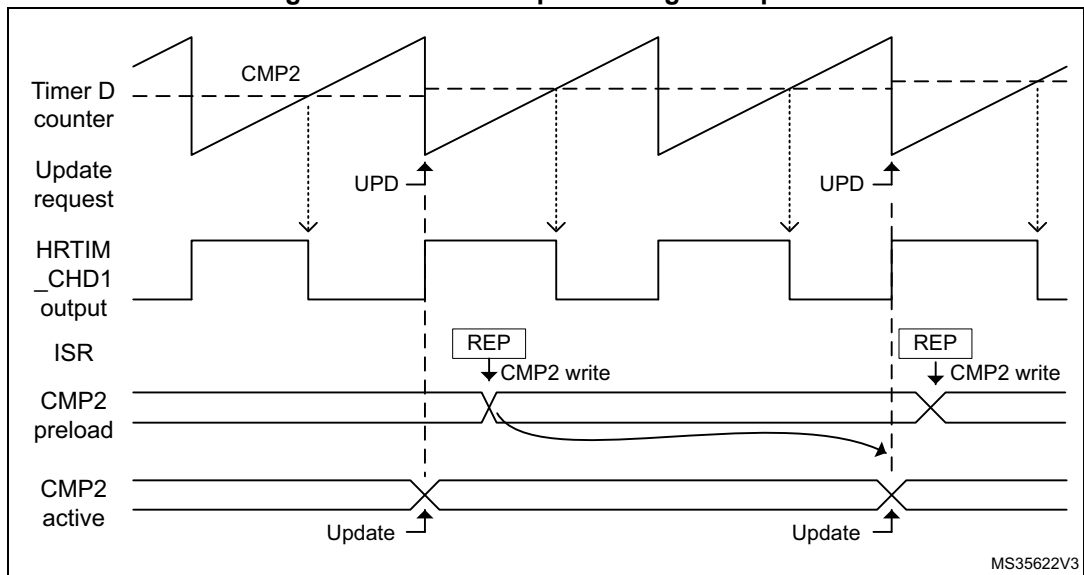 CMP2
Timer D
counter
Update
request
UPD
UPD
HRTIM
_CHD1
output
ISR
REP
REP
CMP2 write
CMP2 write
CMP2
preload
CMP2
active
Update
Update
MS35622V3